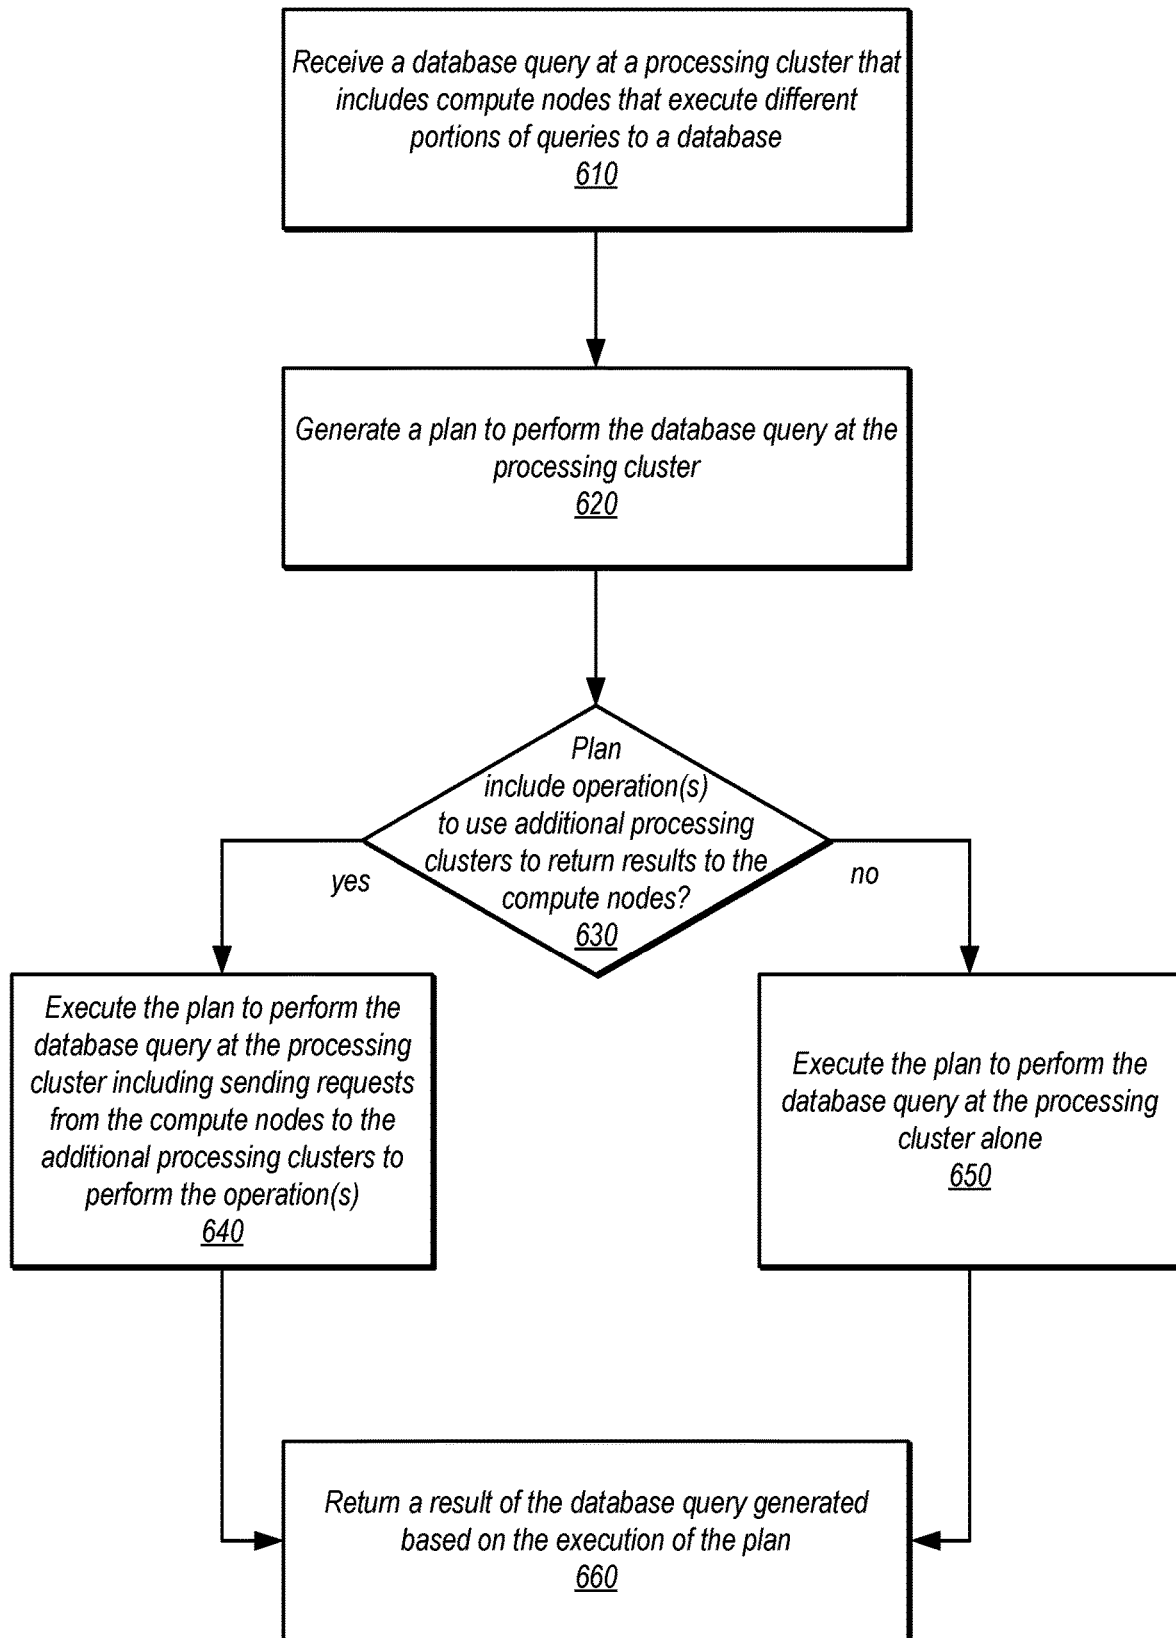 Receive a database query at a processing cluster that
includes compute nodes that execute different
portions of queries to a database
610
Generate a plan to perform the database query at the
processing cluster
620
Plan
include operation(s)
to use additional processing
clusters to return results to the
compute nodes?
630
yes
no
Execute the plan to perform the
database query at the processing
cluster including sending requests
from the compute nodes to the
additional processing clusters to
perform the operation(s)
640
Execute the plan to perform the
database query at the processing
cluster alone
650
Return a result of the database query generated
based on the execution of the plan
660